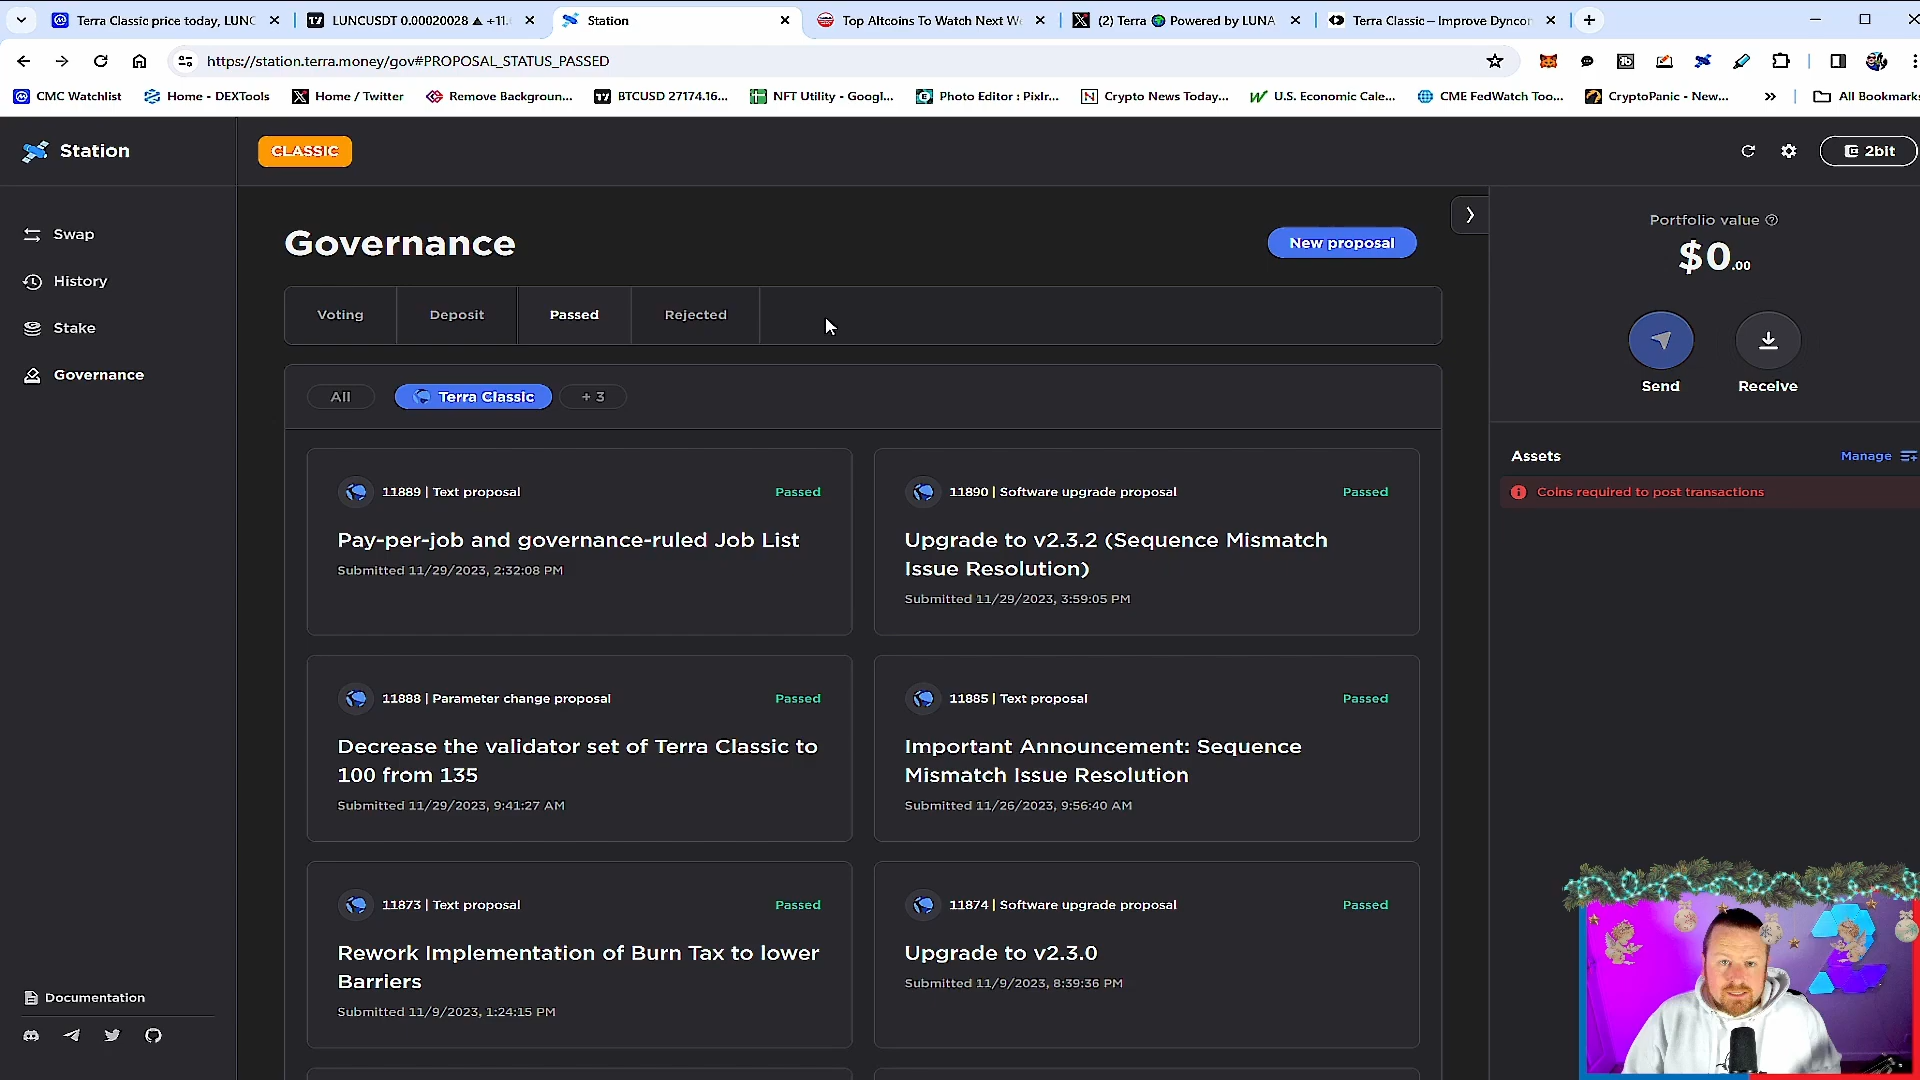 Terra Classic price today, LUNC
LUNCUSDT 0.00020028 ▲ +11.
Station
Top Altcoins To Watch Next W
(2) Terra 🌍 Powered by LUNA
Terra Classic – Improve Dyncor
https://station.terra.money/gov#PROPOSAL_STATUS_PASSED
CMC Watchlist
Home - DEXTools
Home / Twitter
Remove Backgroun...
BTCUSD 27174.16...
NFT Utility - Googl...
Photo Editor : Pixlr...
Crypto News Today...
U.S. Economic Cale...
CME FedWatch Too...
CryptoPanic - New...
All Bookmarks
Station
CLASSIC
2bit
Swap
History
Stake
Governance
Documentation
Governance
New proposal
Voting
Deposit
Passed
Rejected
All
Terra Classic
+ 3
11889 | Text proposal
Passed
Pay-per-job and governance-ruled Job List
Submitted 11/29/2023, 2:32:08 PM
11890 | Software upgrade proposal
Passed
Upgrade to v2.3.2 (Sequence Mismatch
Issue Resolution)
Submitted 11/29/2023, 3:59:05 PM
11888 | Parameter change proposal
Passed
Decrease the validator set of Terra Classic to
100 from 135
Submitted 11/29/2023, 9:41:27 AM
11885 | Text proposal
Passed
Important Announcement: Sequence
Mismatch Issue Resolution
Submitted 11/26/2023, 9:56:40 AM
11873 | Text proposal
Passed
Rework Implementation of Burn Tax to lower
Barriers
Submitted 11/9/2023, 1:24:15 PM
11874 | Software upgrade proposal
Passed
Upgrade to v2.3.0
Submitted 11/9/2023, 8:39:36 PM
Portfolio value
$0.00
Send
Receive
Assets
Manage
Coins required to post transactions